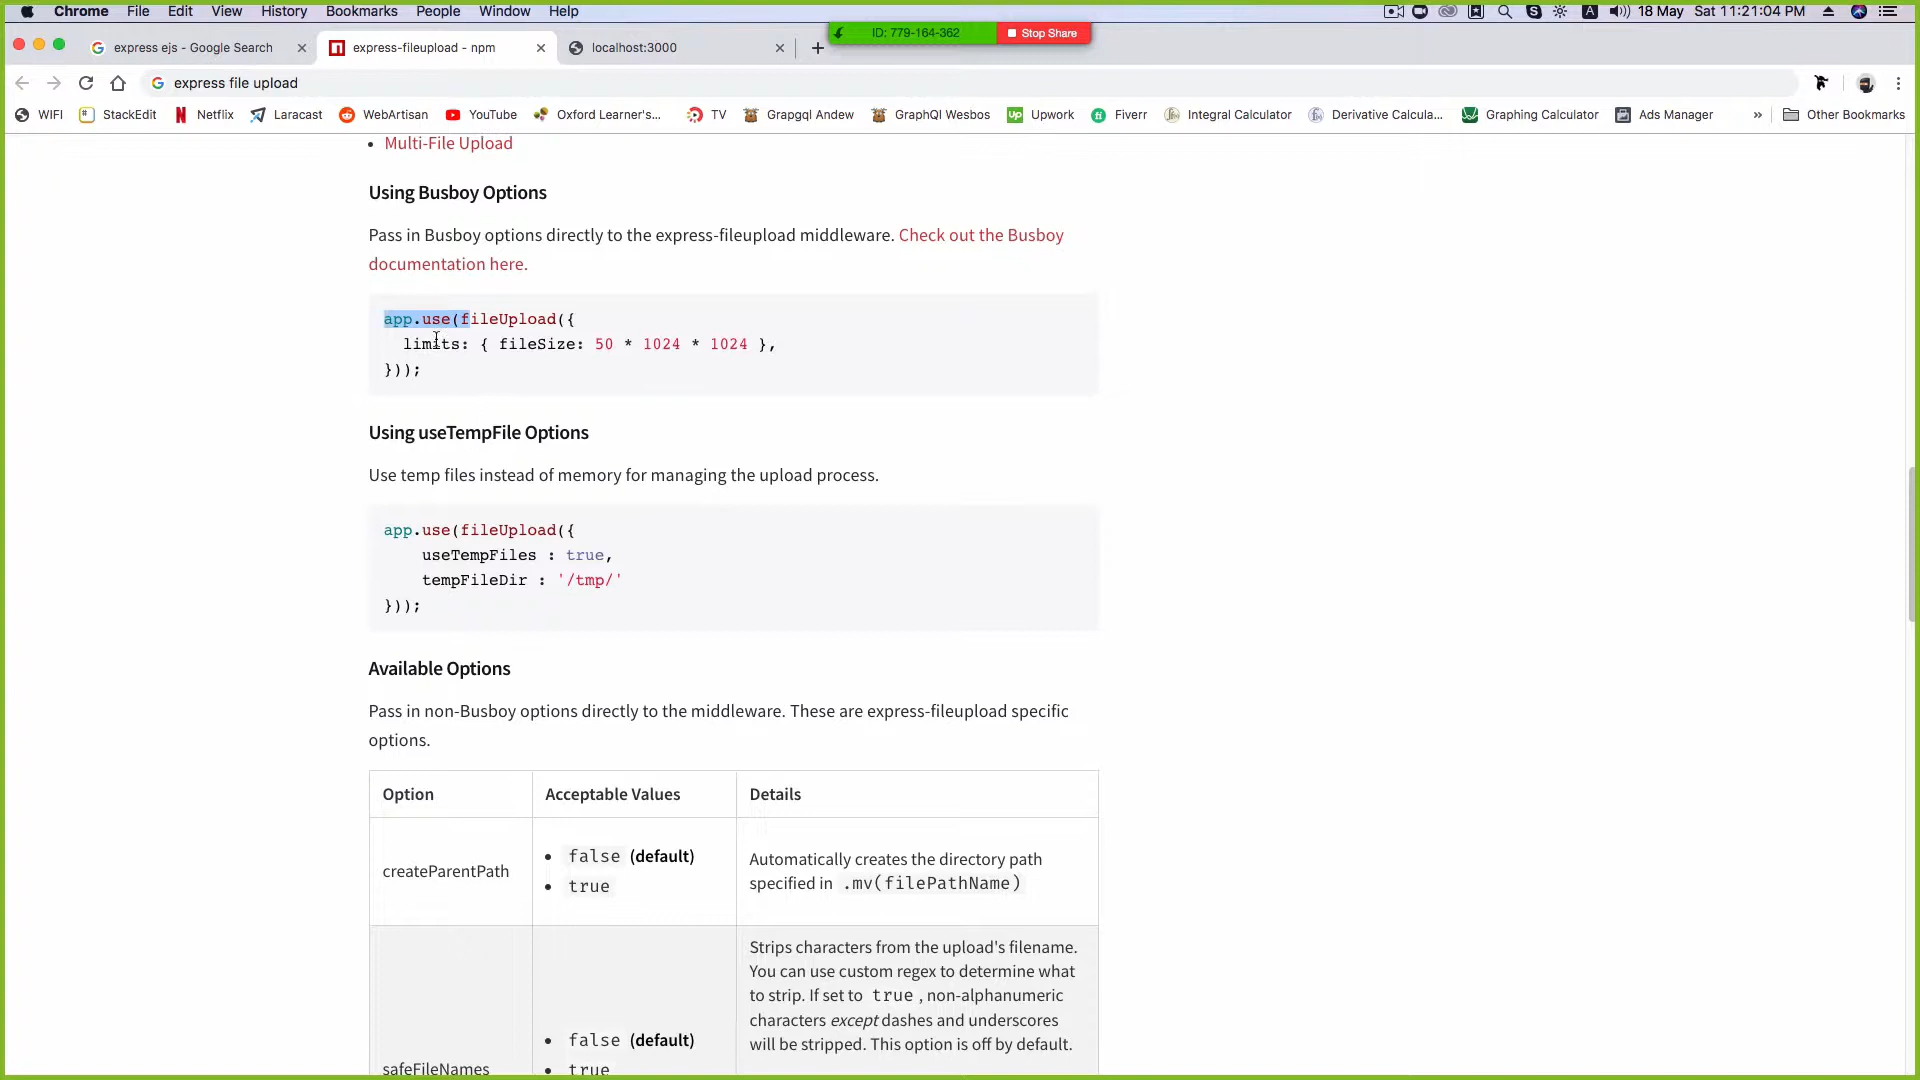 Chrome File Edit View History Bookmarks People Window Help
A 18 May Sat 11:21:04 PM
ID: 779-164-362 Stop Share
express ejs - Google Search
express-fileupload - npm
localhost:3000
express file upload
WIFI StackEdit Netflix Laracast WebArtisan YouTube Oxford Learner's... TV Grapgql Andew GraphQl Wesbos Upwork Fiverr Integral Calculator Derivative Calcula... Graphing Calculator Ads Manager » Other Bookmarks
• Multi-File Upload
Using Busboy Options
Pass in Busboy options directly to the express-fileupload middleware. Check out the Busboy
documentation here.
app.use(fileUpload({
limits: { fileSize: 50 * 1024 * 1024 },
}));
Using useTempFile Options
Use temp files instead of memory for managing the upload process.
app.use(fileUpload({
useTempFiles : true,
tempFileDir : '/tmp/'
}));
Available Options
Pass in non-Busboy options directly to the middleware. These are express-fileupload specific
options.
Option Acceptable Values Details
createParentPath
• false (default)
• true
Automatically creates the directory path
specified in .mv(filePathName)
safeFileNames
• false (default)
• true
Strips characters from the upload's filename.
You can use custom regex to determine what
to strip. If set to true , non-alphanumeric
characters except dashes and underscores
will be stripped. This option is off by default.